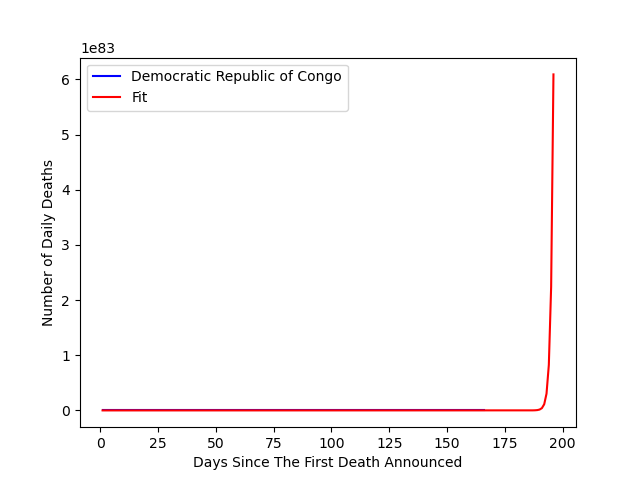 1e83
Democratic Republic of Congo
Fit
6
5
4
3
2
1
0
Number of Daily Deaths
0 25 50 75 100 125 150 175 200
Days Since The First Death Announced